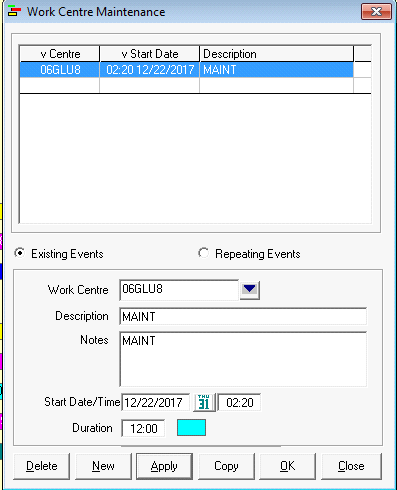 Work Centre Maintenance
v Centre v Start Date Description
06GLU8 02:20 12/22/2017 MAINT
Existing Events Repeating Events
Work Centre 06GLU8
Description MAINT
Notes MAINT
Start Date/Time 12/22/2017 THU 31 02:20
Duration 12:00
Delete New Apply Copy OK Close